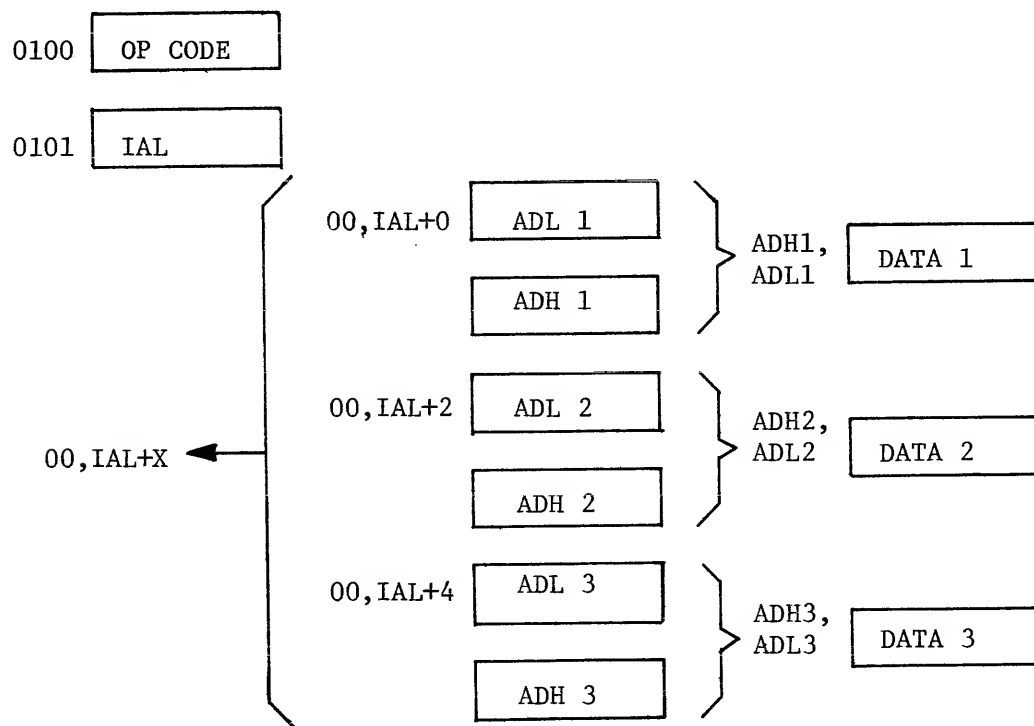 0100 OP CODE
0101 IAL
00,IAL+0 ADL 1
ADH 1
ADH1,
ADL1
DATA 1
00,IAL+2 ADL 2
ADH 2
ADH2,
ADL2
DATA 2
00,IAL+X
00,IAL+4 ADL 3
ADH 3
ADH3,
ADL3
DATA 3